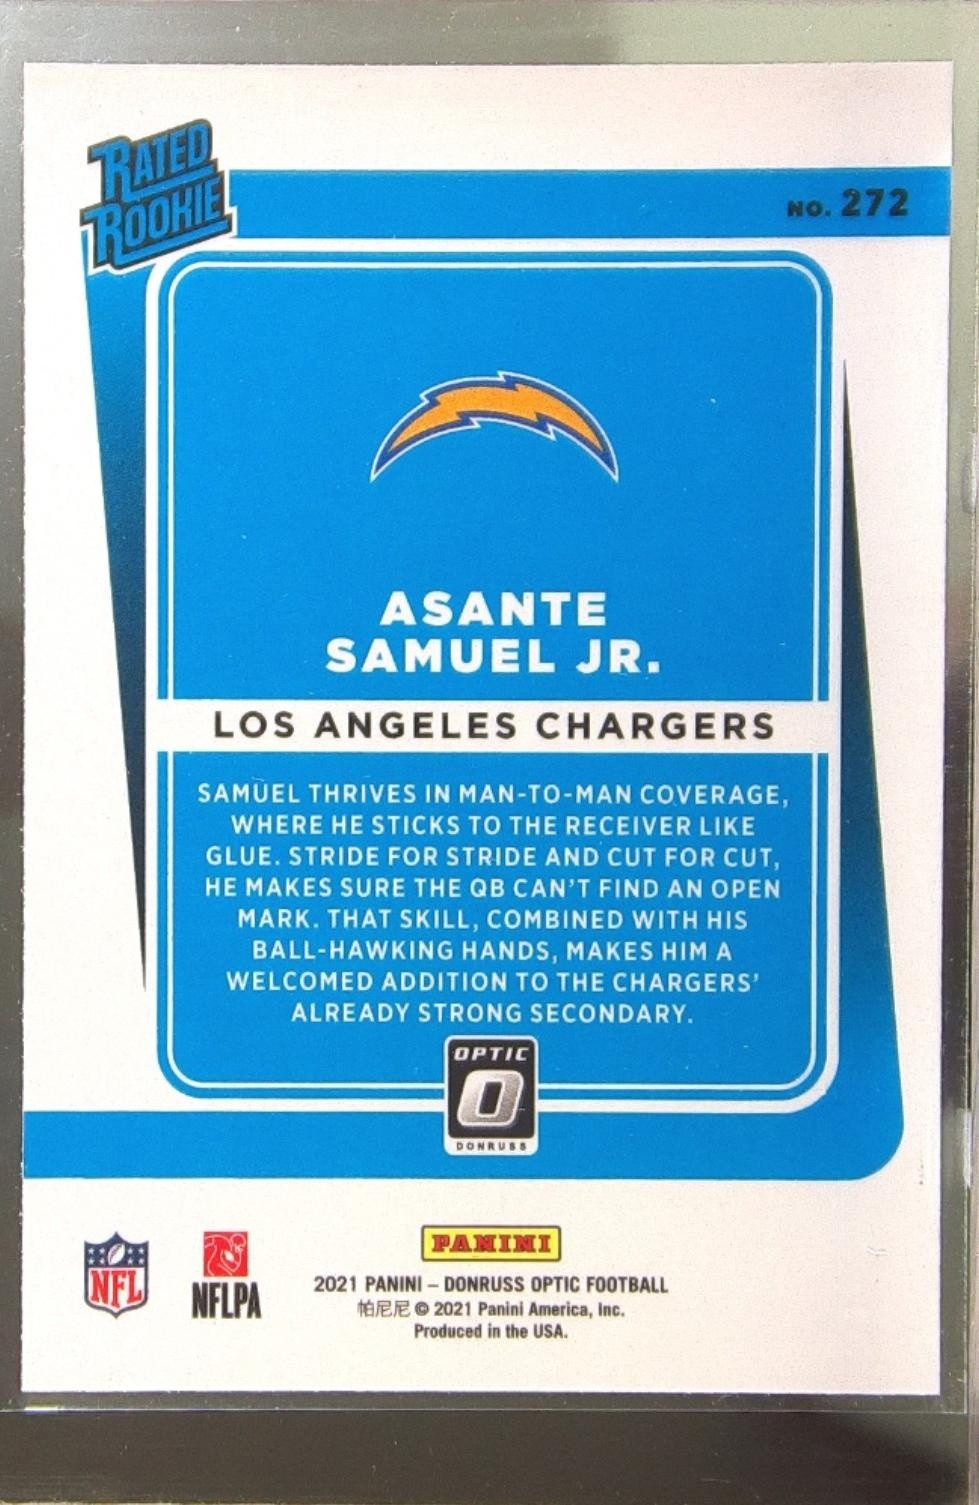 RATED
ROOKIE
NO. 272
ASANTE
SAMUEL JR.
LOS ANGELES CHARGERS
SAMUEL THRIVES IN MAN-TO-MAN COVERAGE,
WHERE HE STICKS TO THE RECEIVER LIKE
GLUE. STRIDE FOR STRIDE AND CUT FOR CUT,
HE MAKES SURE THE QB CAN'T FIND AN OPEN
MARK. THAT SKILL, COMBINED WITH HIS
BALL-HAWKING HANDS, MAKES HIM A
WELCOMED ADDITION TO THE CHARGERS'
ALREADY STRONG SECONDARY.
OPTIC
O
DONRUSS
NFL
NFLPA
PANINI
2021 PANINI – DONRUSS OPTIC FOOTBALL
帕尼尼 © 2021 Panini America, Inc.
Produced in the USA.